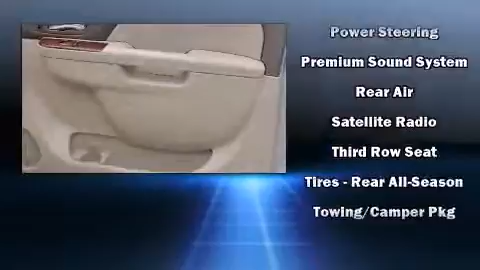 Power Steering
Premium Sound System
Rear Air
Satellite Radio
Third Row Seat
Tires - Rear All-Season
Towing/Camper Pkg